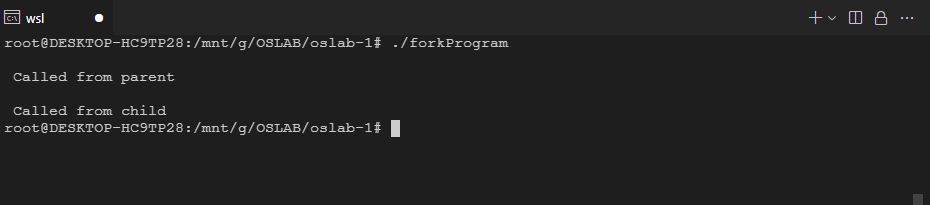 wsl
root@DESKTOP-HC9TP28:/mnt/g/OSLAB/oslab-1# ./forkProgram
Called from parent
Called from child
root@DESKTOP-HC9TP28:/mnt/g/OSLAB/oslab-1#